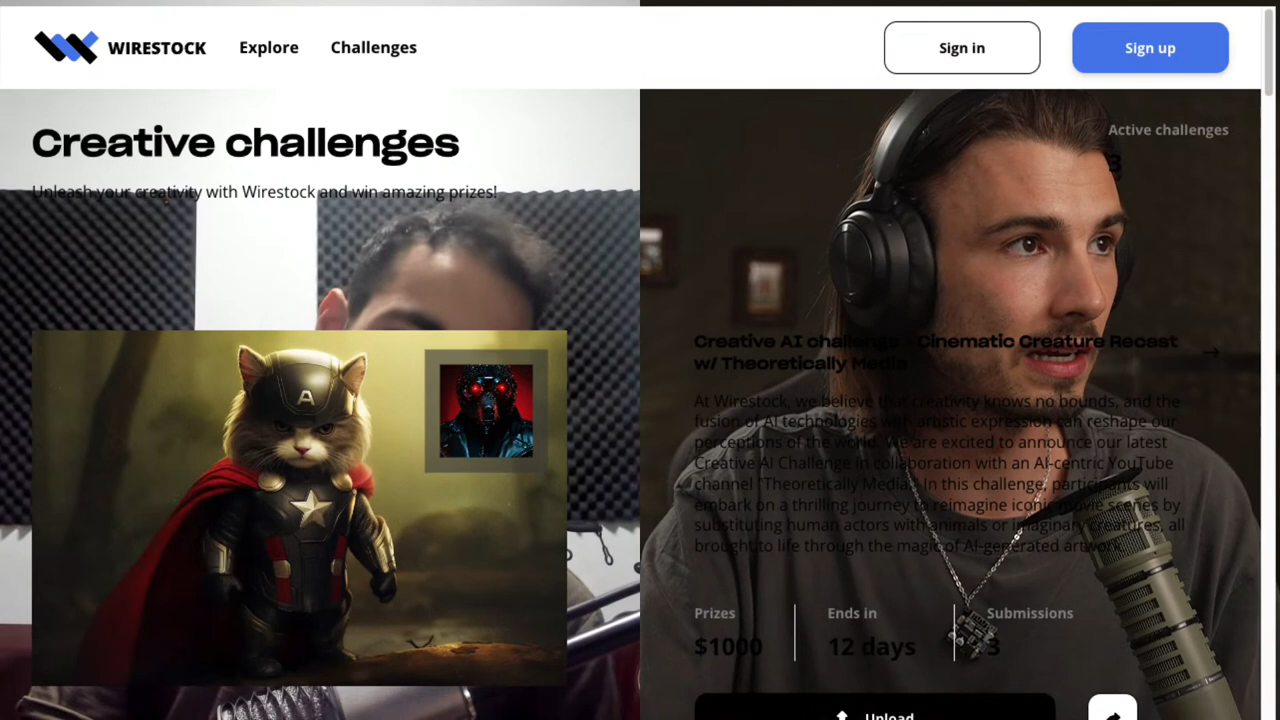 WIRESTOCK
Explore
Challenges
Sign in
Sign up
Creative challenges
Unleash your creativity with Wirestock and win amazing prizes!
Active challenges
3
A
Creative AI challenge - Cinematic Creature Recast
w/ Theoretically Media
At Wirestock, we believe that creativity knows no bounds, and the
fusion of AI technologies with artistic expression can reshape our
perceptions of the world. We are excited to announce our latest
Creative AI Challenge in collaboration with an AI-centric YouTube
channel "Theoretically Media." In this challenge, participants will
embark on a thrilling journey to reimagine iconic movie scenes by
substituting human actors with animals or imaginary creatures, all
brought to life through the magic of AI-generated artwork.
Prizes
Ends in
Submissions
$1000
12 days
3
Upload